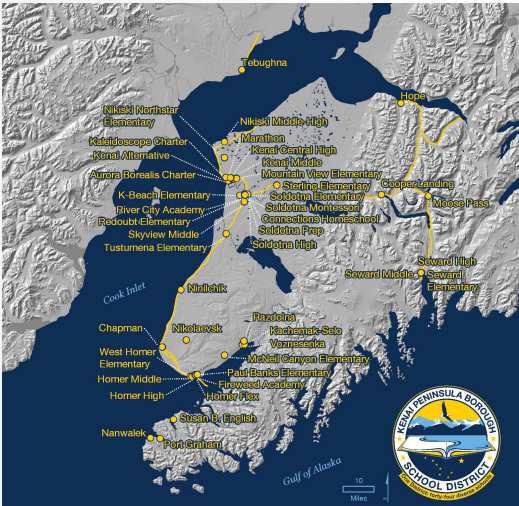 Tebughna
Hope
Nikiski Northstar
Elementary
Nikiski Middle-High
Kaleidoscope Charter
Marathon
Kenai Alternative
Kenai Central High
Kenai Middle
Aurora Borealis Charter
Mountain View Elementary
Sterling Elementary
Cooper Landing
K-Beach Elementary
Soldotna Elementary
Moose Pass
River City Academy
Soldotna Montessori
Redoubt Elementary
Connections Homeschool
Skyview Middle
Soldotna Prep
Tustumena Elementary
Soldotna High
Seward High
Seward Middle
Seward
Elementary
Cook Inlet
Ninilchik
Razdolna
Chapman
Nikolaevsk
Kachemak-Selo
Voznesenka
West Homer
Elementary
McNeil Canyon Elementary
Homer Middle
Paul Banks Elementary
Fireweed Academy
Homer High
Homer Flex
Susan B. English
Nanwalek
Port Graham
Gulf of Alaska
10
Miles
KENAI PENINSULA BOROUGH
SCHOOL DISTRICT
One District: forty-four diverse schools